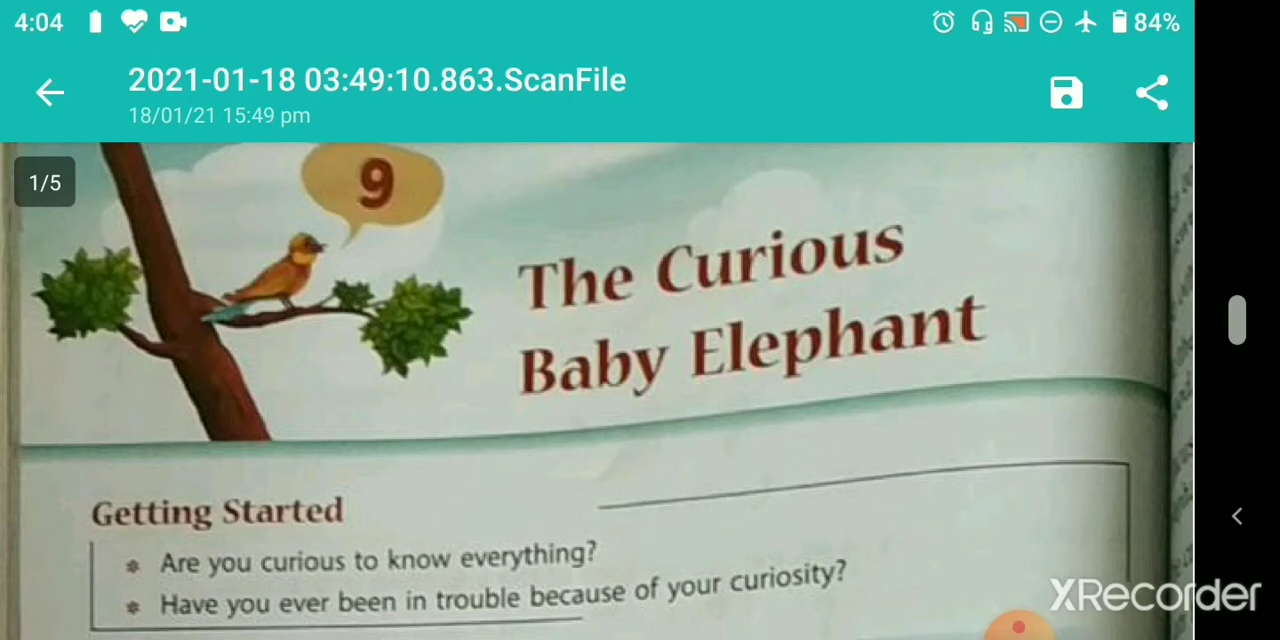 4:04
84%
2021-01-18 03:49:10.863.ScanFile
18/01/21 15:49 pm
1/5
9
The Curious
Baby Elephant
Getting Started
* Are you curious to know everything?
* Have you ever been in trouble because of your curiosity?
XRecorder